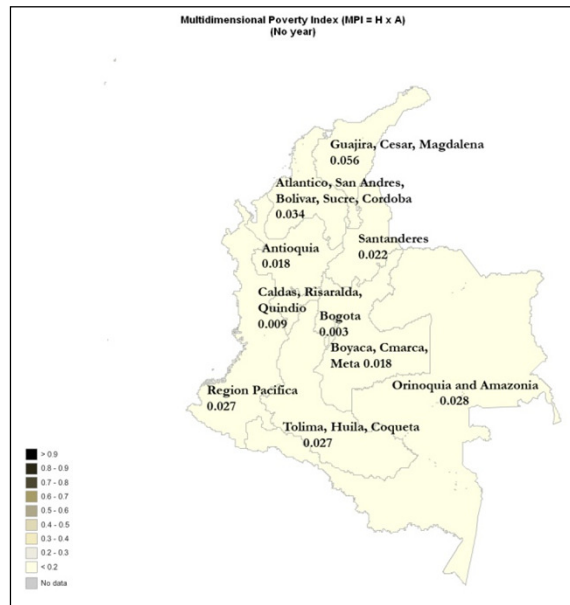 Multidimensional Poverty Index (MPI = H x A)
(No year)
Guajira, Cesar, Magdalena
0.056
Atlantico, San Andres,
Bolivar, Sucre, Cordoba
0.034
Santanderes
0.022
Antioquia
0.018
Caldas, Risaralda,
Quindio
0.009
Bogota
0.003
Boyaca, Cmarca,
Meta 0.018
Orinoquia and Amazonia
0.028
Region Pacifica
0.027
Tolima, Huila, Coqueta
0.027
> 0.9
0.8 - 0.9
0.7 - 0.8
0.6 - 0.7
0.5 - 0.6
0.4 - 0.5
0.3 - 0.4
0.2 - 0.3
< 0.2
No data